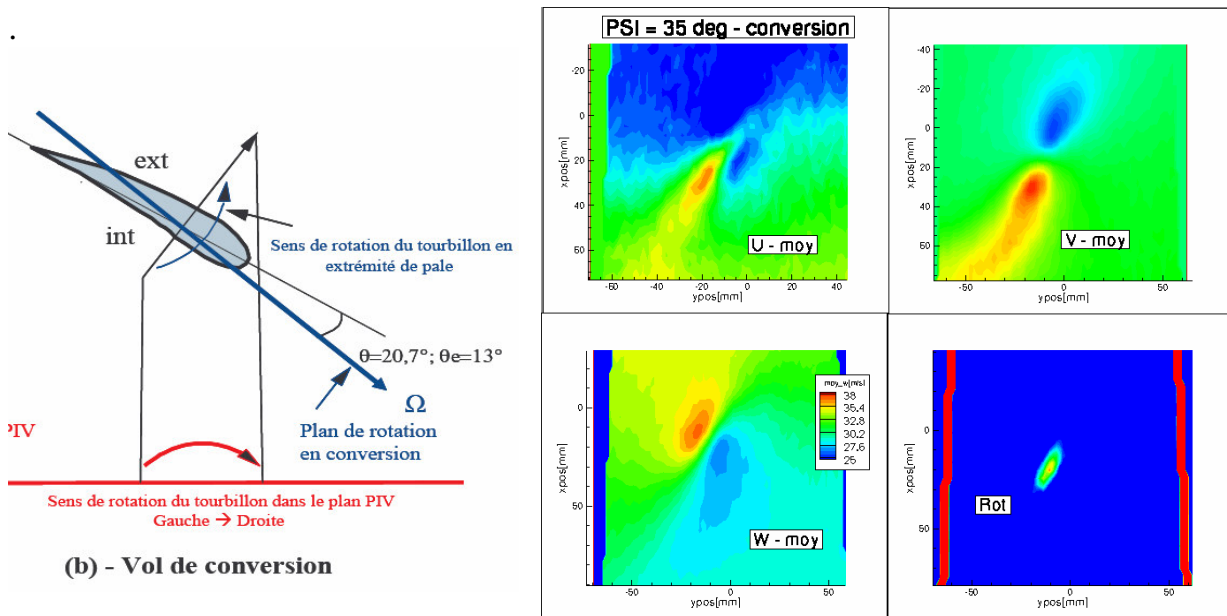 .
ext
int
Sens de rotation du tourbillon en
extrémité de pale
θ=20,7°; θe=13°
Ω
Plan de rotation
en conversion
PIV
Sens de rotation du tourbillon dans le plan PIV
Gauche → Droite
(b) - Vol de conversion
PSI = 35 deg - conversion
-20
0
20
40
60
xpos[mm]
-60
-40
-20
0
20
40
ypos[mm]
U - moy
-40
-20
0
20
40
60
xpos[mm]
-50
0
50
ypos[mm]
V - moy
0
50
xpos[mm]
-50
0
50
ypos[mm]
moy_w[m/s]
38
35.4
32.8
30.2
27.6
25
W - moy
0
50
xpos[mm]
-50
0
50
ypos[mm]
Rot